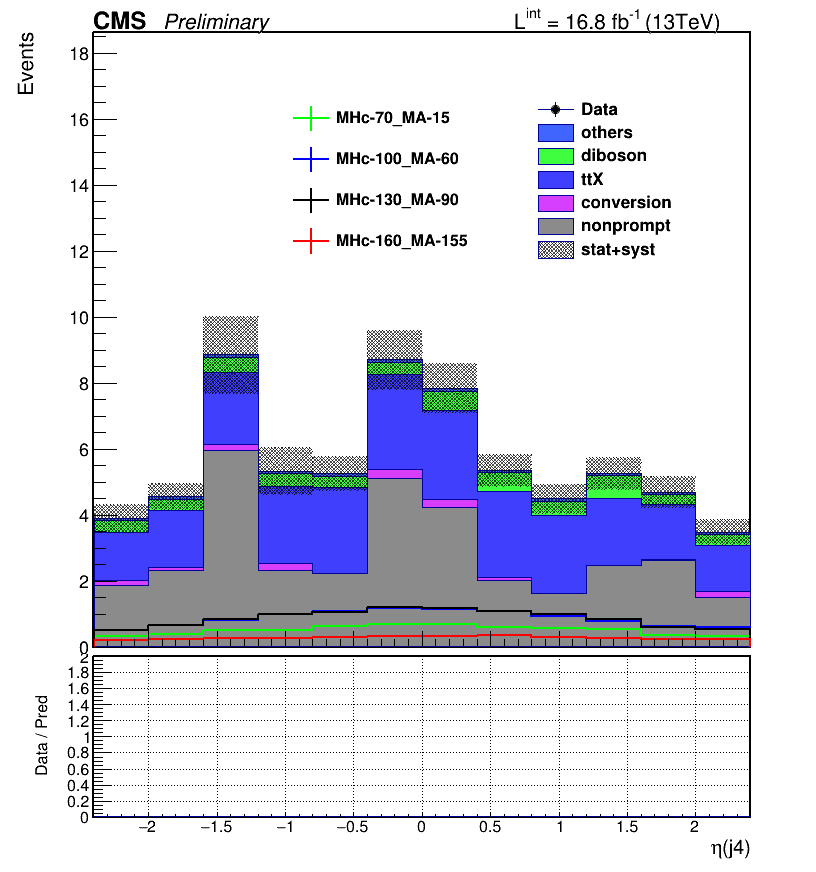 CMS Preliminary L^int = 16.8 fb^-1 (13TeV)
Events
18
16
14
12
10
8
6
4
2
0
MHc-70_MA-15
MHc-100_MA-60
MHc-130_MA-90
MHc-160_MA-155
Data
others
diboson
ttX
conversion
nonprompt
stat+syst
Data / Pred
2
1.8
1.6
1.4
1.2
1
0.8
0.6
0.4
0.2
0
−2 −1.5 −1 −0.5 0 0.5 1 1.5 2
η(j4)